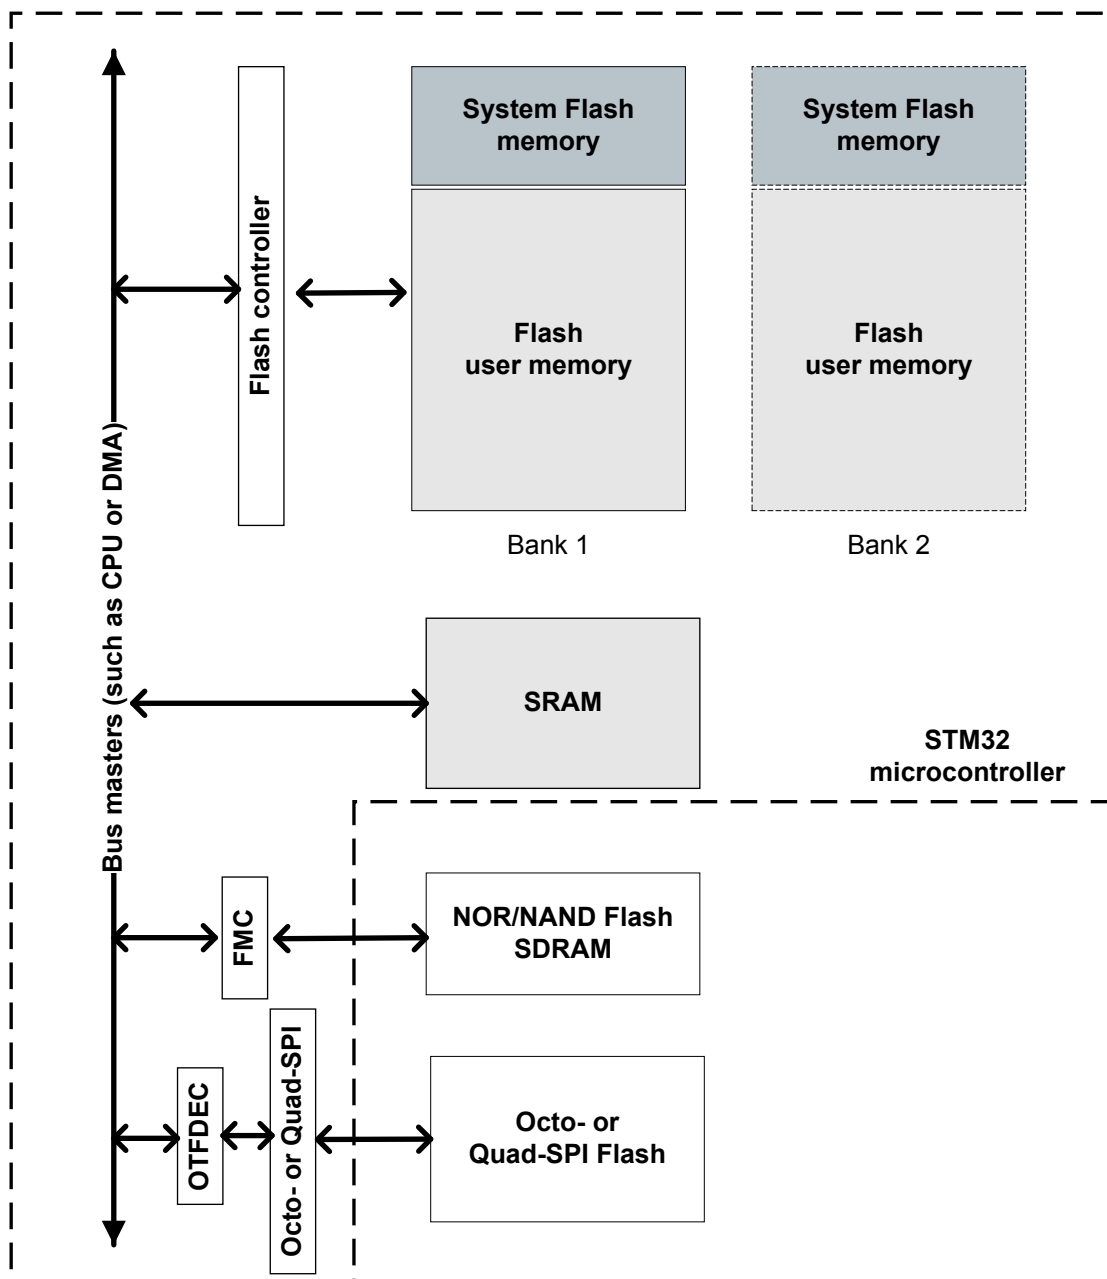 System Flash
memory
System Flash
memory
Flash controller
Flash
user memory
Flash
user memory
Bank 1
Bank 2
Bus masters (such as CPU or DMA)
SRAM
STM32
microcontroller
FMC
NOR/NAND Flash
SDRAM
OTFDEC
Octo- or Quad-SPI
Octo- or
Quad-SPI Flash